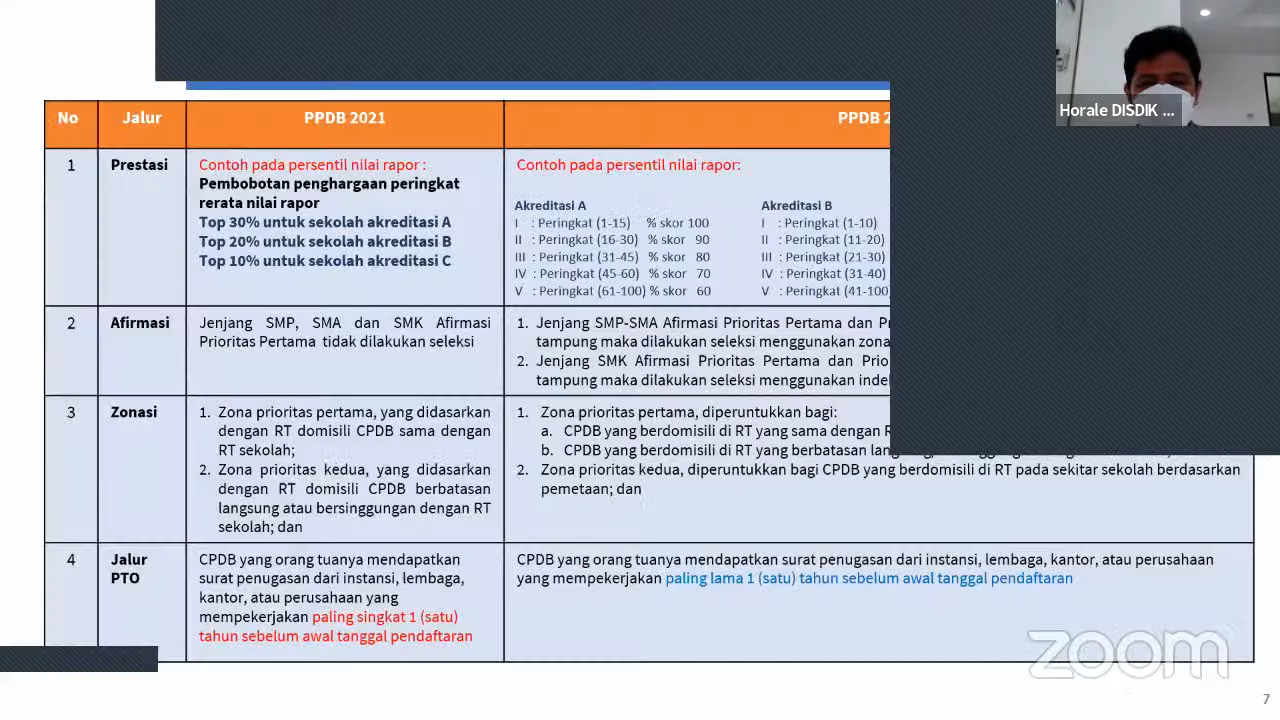 Horale DISDIK ...
No
Jalur
PPDB 2021
PPDB 2
1
Prestasi
Contoh pada persentil nilai rapor :
Pembobotan penghargaan peringkat
rerata nilai rapor
Top 30% untuk sekolah akreditasi A
Top 20% untuk sekolah akreditasi B
Top 10% untuk sekolah akreditasi C
Contoh pada persentil nilai rapor:
Akreditasi A
I : Peringkat (1-15) % skor 100
II : Peringkat (16-30) % skor 90
III : Peringkat (31-45) % skor 80
IV : Peringkat (45-60) % skor 70
V : Peringkat (61-100) % skor 60
Akreditasi B
I : Peringkat (1-10)
II : Peringkat (11-20)
III : Peringkat (21-30)
IV : Peringkat (31-40)
V : Peringkat (41-100
2
Afirmasi
Jenjang SMP, SMA dan SMK Afirmasi
Prioritas Pertama tidak dilakukan seleksi
1. Jenjang SMP-SMA Afirmasi Prioritas Pertama dan
tampung maka dilakukan seleksi menggunakan
2. Jenjang SMK Afirmasi Prioritas Pertama dan
tampung maka dilakukan seleksi menggunakan
3
Zonasi
1. Zona prioritas pertama, yang didasarkan
dengan RT domisili CPDB sama dengan
RT sekolah;
2. Zona prioritas kedua, yang didasarkan
dengan RT domisili CPDB berbatasan
langsung atau bersinggungan dengan RT
sekolah; dan
1. Zona prioritas pertama, diperuntukkan bagi:
a. CPDB yang berdomisili di RT yang sama dengan
b. CPDB yang berdomisili di RT yang berbatasan
2. Zona prioritas kedua, diperuntukkan bagi CPDB yang berdomisili di RT pada sekitar sekolah berdasarkan
pemetaan; dan
4
Jalur
PTO
CPDB yang orang tuanya mendapatkan
surat penugasan dari instansi, lembaga,
kantor, atau perusahaan yang
mempekerjakan paling singkat 1 (satu)
tahun sebelum awal tanggal pendaftaran
CPDB yang orang tuanya mendapatkan surat penugasan dari instansi, lembaga, kantor, atau perusahaan
yang mempekerjakan paling lama 1 (satu) tahun sebelum awal tanggal pendaftaran
zoom
7